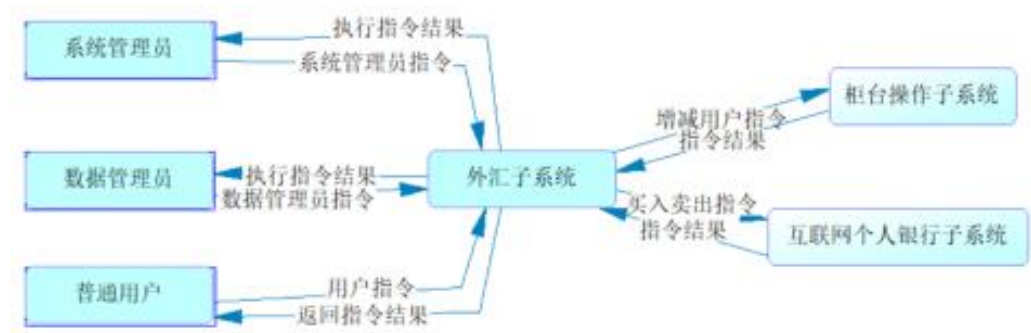 执行指令结果
系统管理员
系统管理员指令
柜台操作子系统
增减用户指令
指令结果
数据管理员
执行指令结果
数据管理员指令
外汇子系统
买入卖出指令
指令结果
互联网个人银行子系统
普通用户
用户指令
返回指令结果